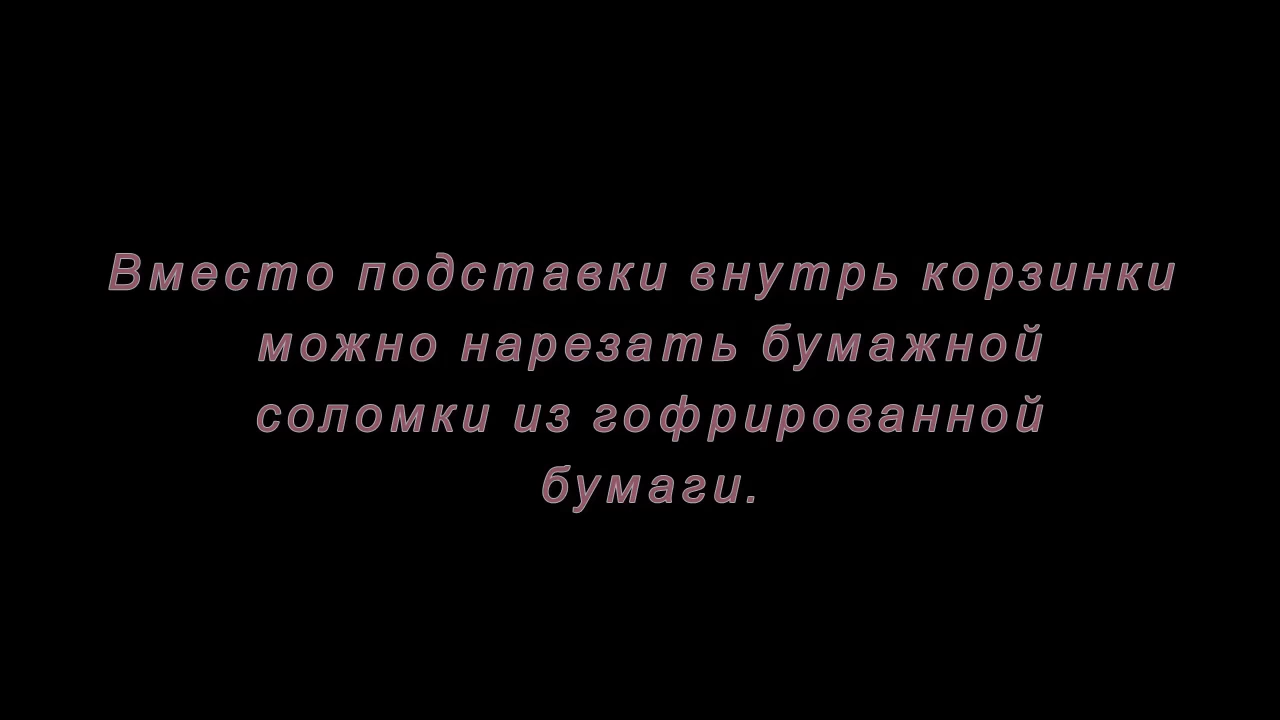 Вместо подставки внутрь корзинки
можно нарезать бумажной
соломки из гофрированной
бумаги.